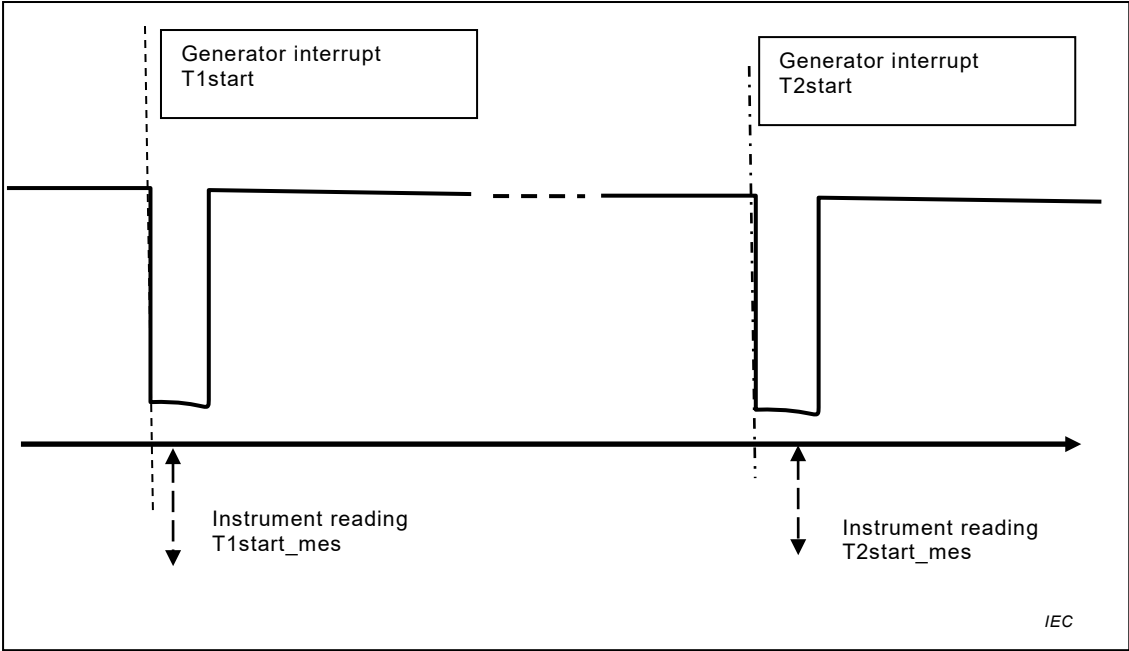 Generator interrupt
T1start
Generator interrupt
T2start
Instrument reading
T1start_mes
Instrument reading
T2start_mes
IEC